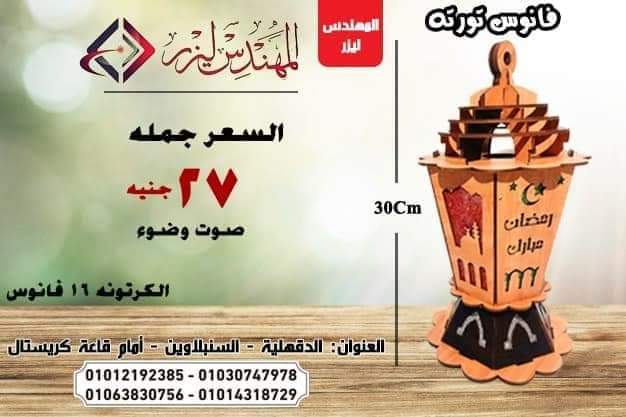 فانوس تورته
المهندس
ليزر
المهندس ليزر
السعر جمله
٢٧ جنيه
صوت وضوء
30Cm
رمضان
مبارك
الكرتونه ١٦ فانوس
العنوان: الدقهلية - السنبلاوين - أمام قاعة كريستال
01012192385 - 01030747978
01063830756 - 01014318729